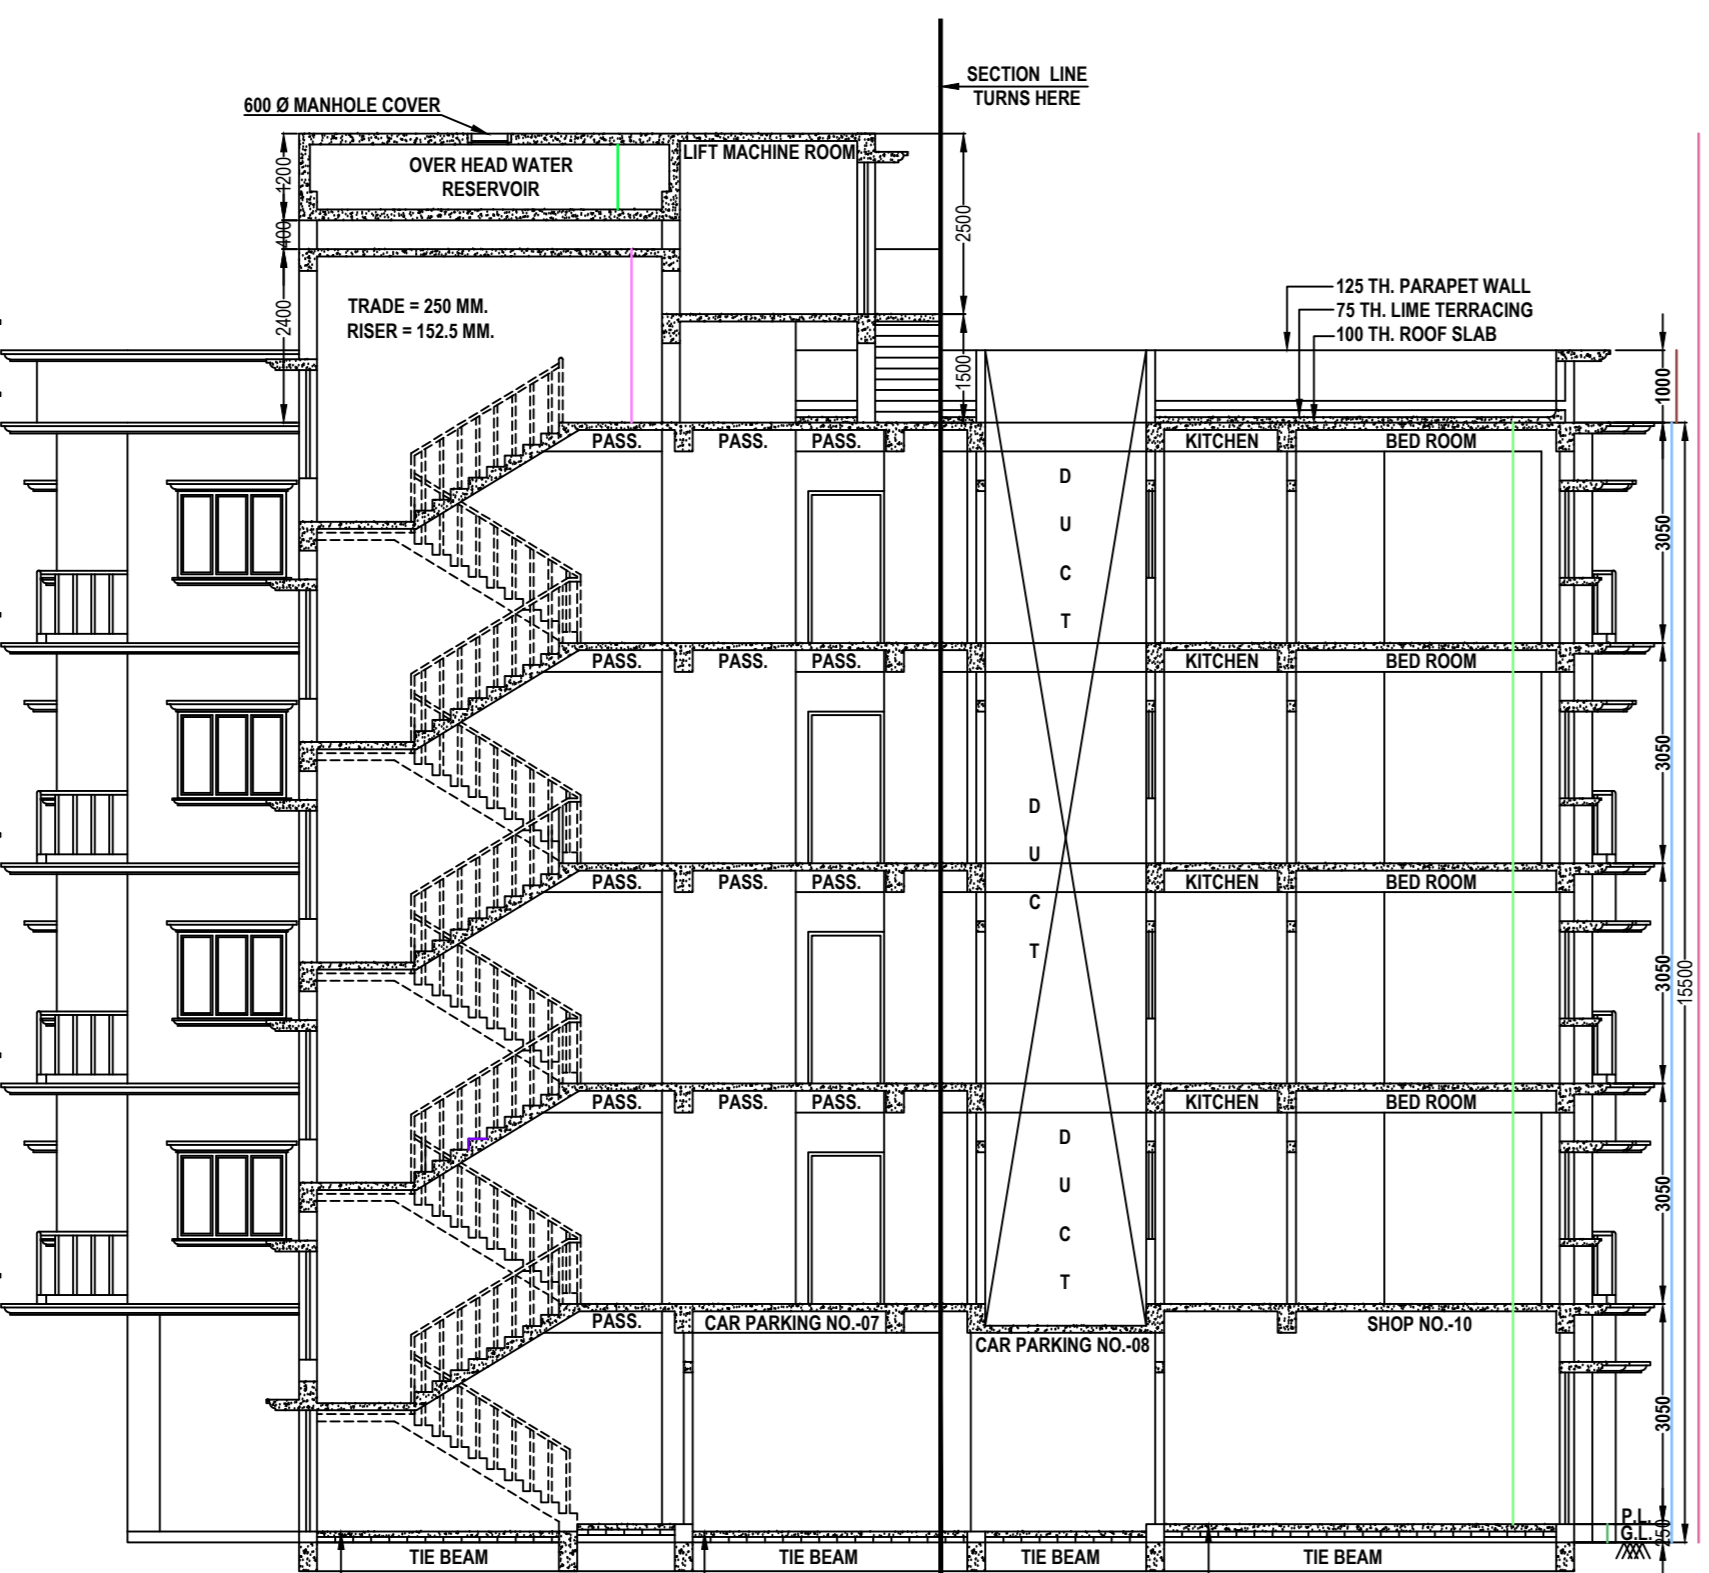 SECTION LINE
TURNS HERE
600 Ø MANHOLE COVER
OVER HEAD WATER
RESERVOIR
LIFT MACHINE ROOM
1200
400
2400
2500
1500
TRADE = 250 MM.
RISER = 152.5 MM.
125 TH. PARAPET WALL
75 TH. LIME TERRACING
100 TH. ROOF SLAB
1000
PASS. PASS. PASS. KITCHEN BED ROOM
D
U
C
T
3050
PASS. PASS. PASS. KITCHEN BED ROOM
3050
D
U
C
T
PASS. PASS. PASS. KITCHEN BED ROOM
3050
15500
PASS. PASS. PASS. KITCHEN BED ROOM
D
U
C
T
3050
PASS. CAR PARKING NO.-07 SHOP NO.-10
CAR PARKING NO.-08
3050
P.L.
G.L.
250
TIE BEAM TIE BEAM TIE BEAM TIE BEAM